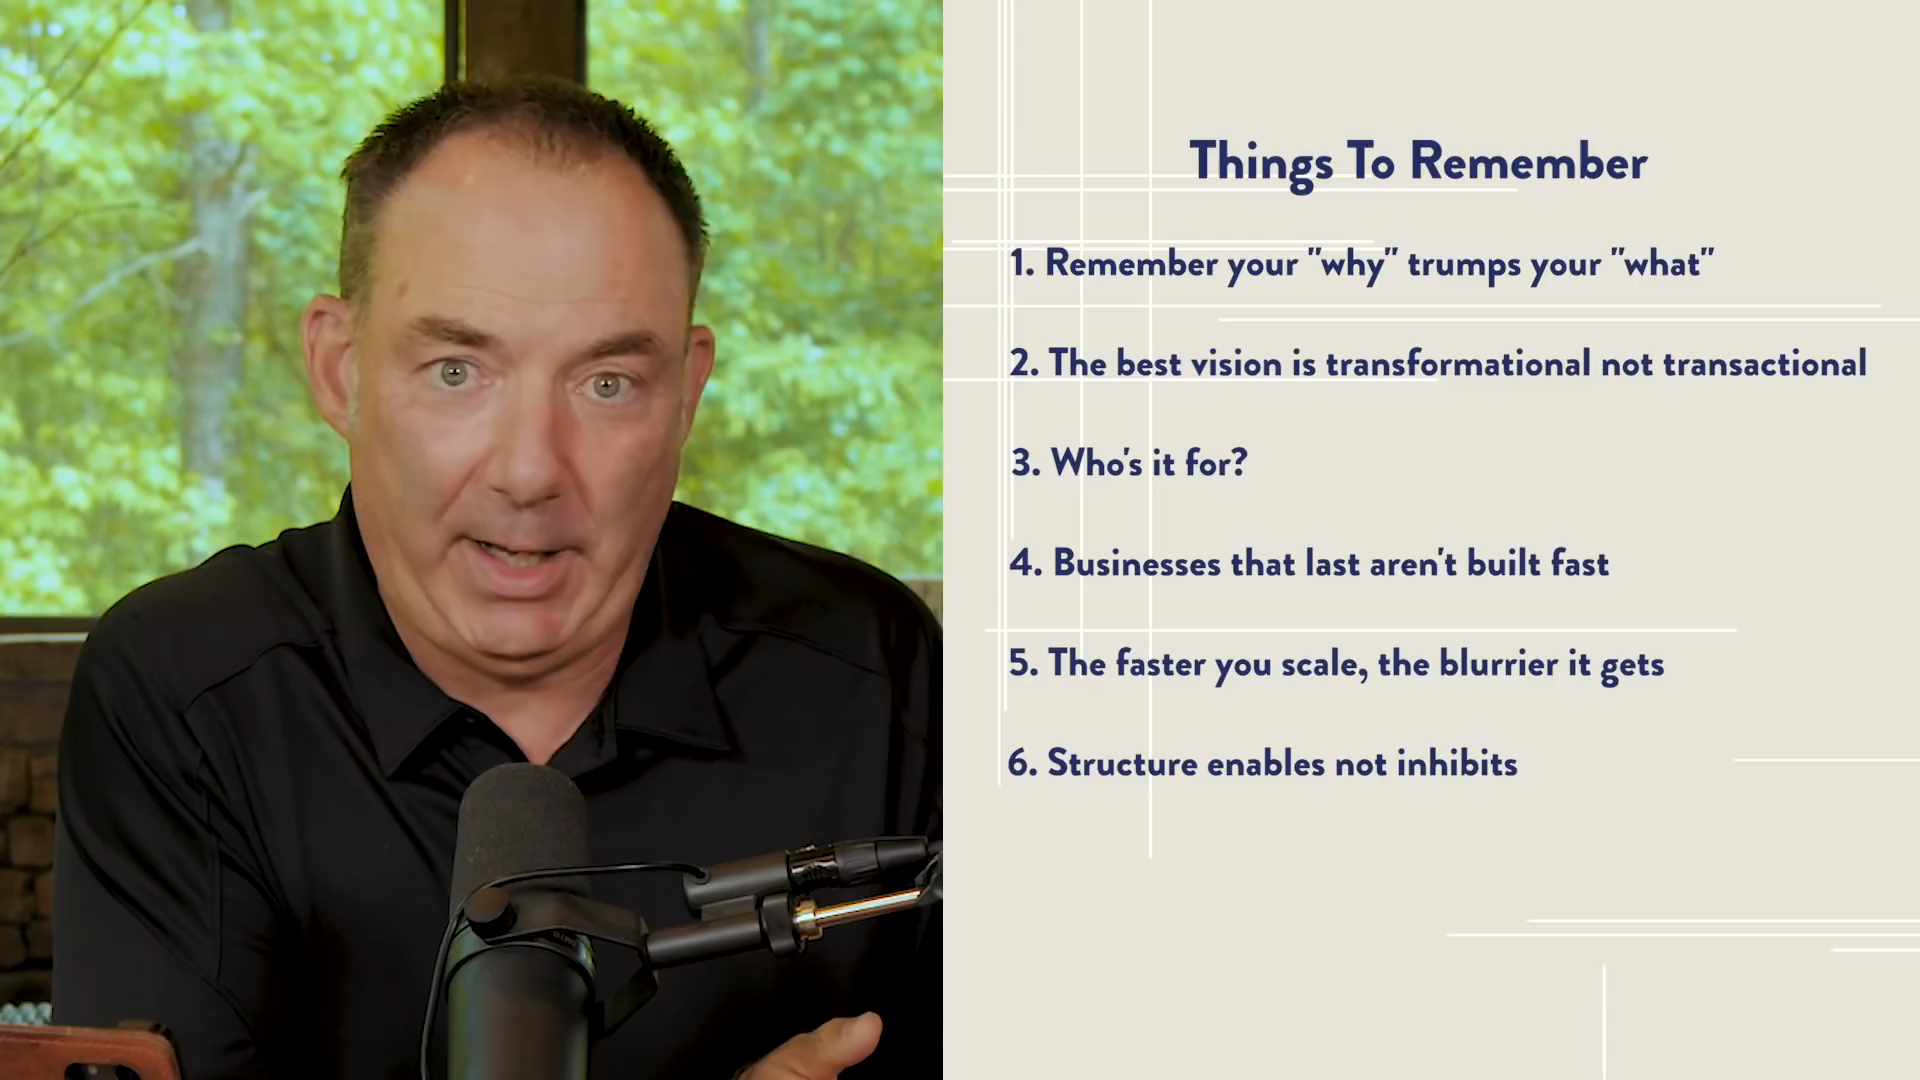 Things To Remember
1. Remember your "why" trumps your "what"
2. The best vision is transformational not transactional
3. Who's it for?
4. Businesses that last aren't built fast
5. The faster you scale, the blurrier it gets
6. Structure enables not inhibits